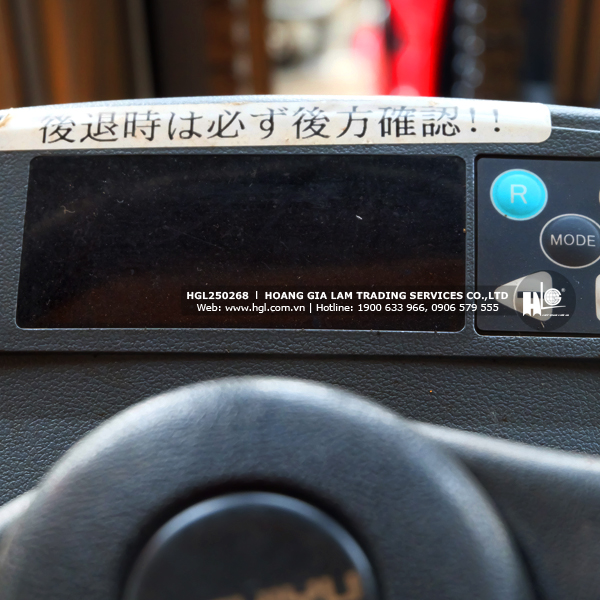 後退時は必ず後方確認!!
R
MODE
HGL250268 | HOANG GIA LAM TRADING SERVICES CO.,LTD
Web: www.hgl.com.vn | Hotline: 1900 633 966, 0906 579 555